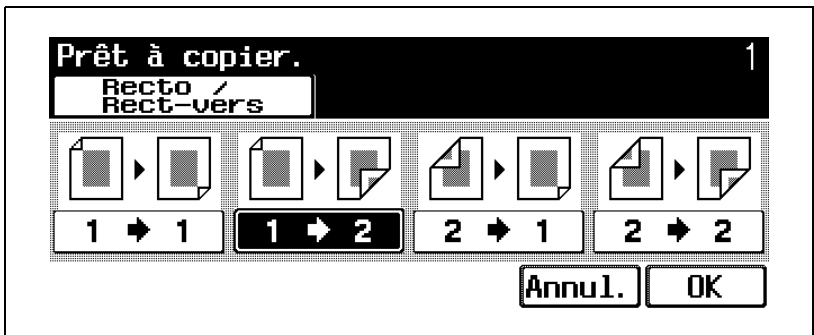 Prêt à copier. 1
Recto /
Rect-vers
1 → 1 1 → 2 2 → 1 2 → 2
Annul. OK